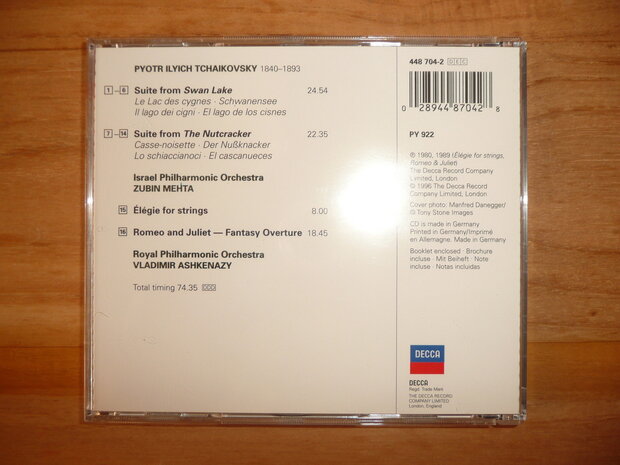 PYOTR ILYICH TCHAIKOVSKY 1840–1893
1 – 6 Suite from Swan Lake 24.54
Le Lac des cygnes · Schwanensee
Il lago dei cigni · El lago de los cisnes
7 – 14 Suite from The Nutcracker 22.35
Casse-noisette · Der Nußknacker
Lo schiaccianoci · El cascanueces
Israel Philharmonic Orchestra
ZUBIN MEHTA
15 Élégie for strings 8.00
16 Romeo and Juliet — Fantasy Overture 18.45
Royal Philharmonic Orchestra
VLADIMIR ASHKENAZY
Total timing 74.35 DDD
448 704-2 DEC
0 28944 87042 8
PY 922
℗ 1980, 1989 (Élégie for strings,
Romeo & Juliet)
The Decca Record Company
Limited, London
© 1996 The Decca Record
Company Limited, London
Cover photo: Manfred Danegger/
© Tony Stone Images
CD is made in Germany
Printed in Germany/Imprimé
en Allemagne. Made in Germany
Booklet enclosed · Brochure
incluse · Mit Beiheft · Note
incluse · Notas incluidas
DECCA
DECCA
Regd. Trade Mark
THE DECCA RECORD
COMPANY LIMITED
London, England